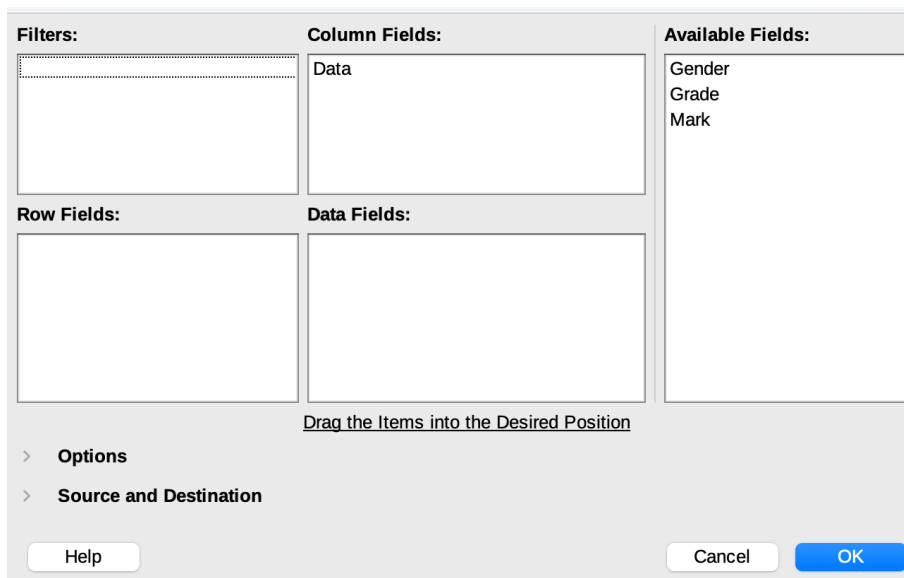 Filters:
Column Fields:
Available Fields:
Data
Gender
Grade
Mark
Row Fields:
Data Fields:
Drag the Items into the Desired Position
Options
Source and Destination
Help
Cancel
OK